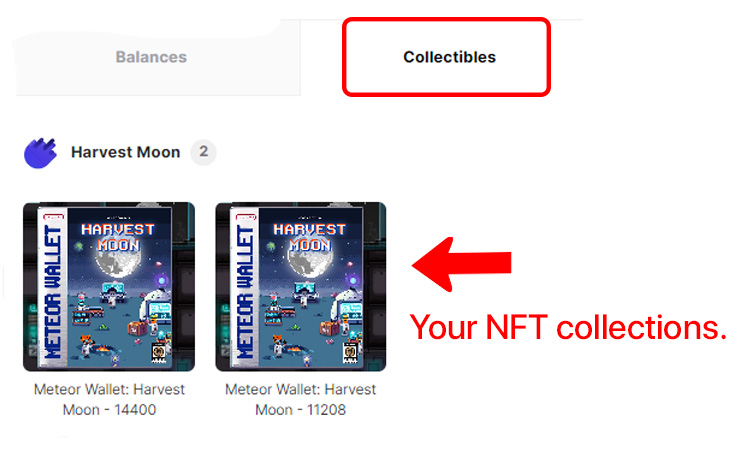 Balances
Collectibles
Harvest Moon 2
METEOR WALLET
HARVEST
MOON
METEOR WALLET
HARVEST
MOON
Your NFT collections.
Meteor Wallet: Harvest
Moon - 14400
Meteor Wallet: Harvest
Moon - 11208